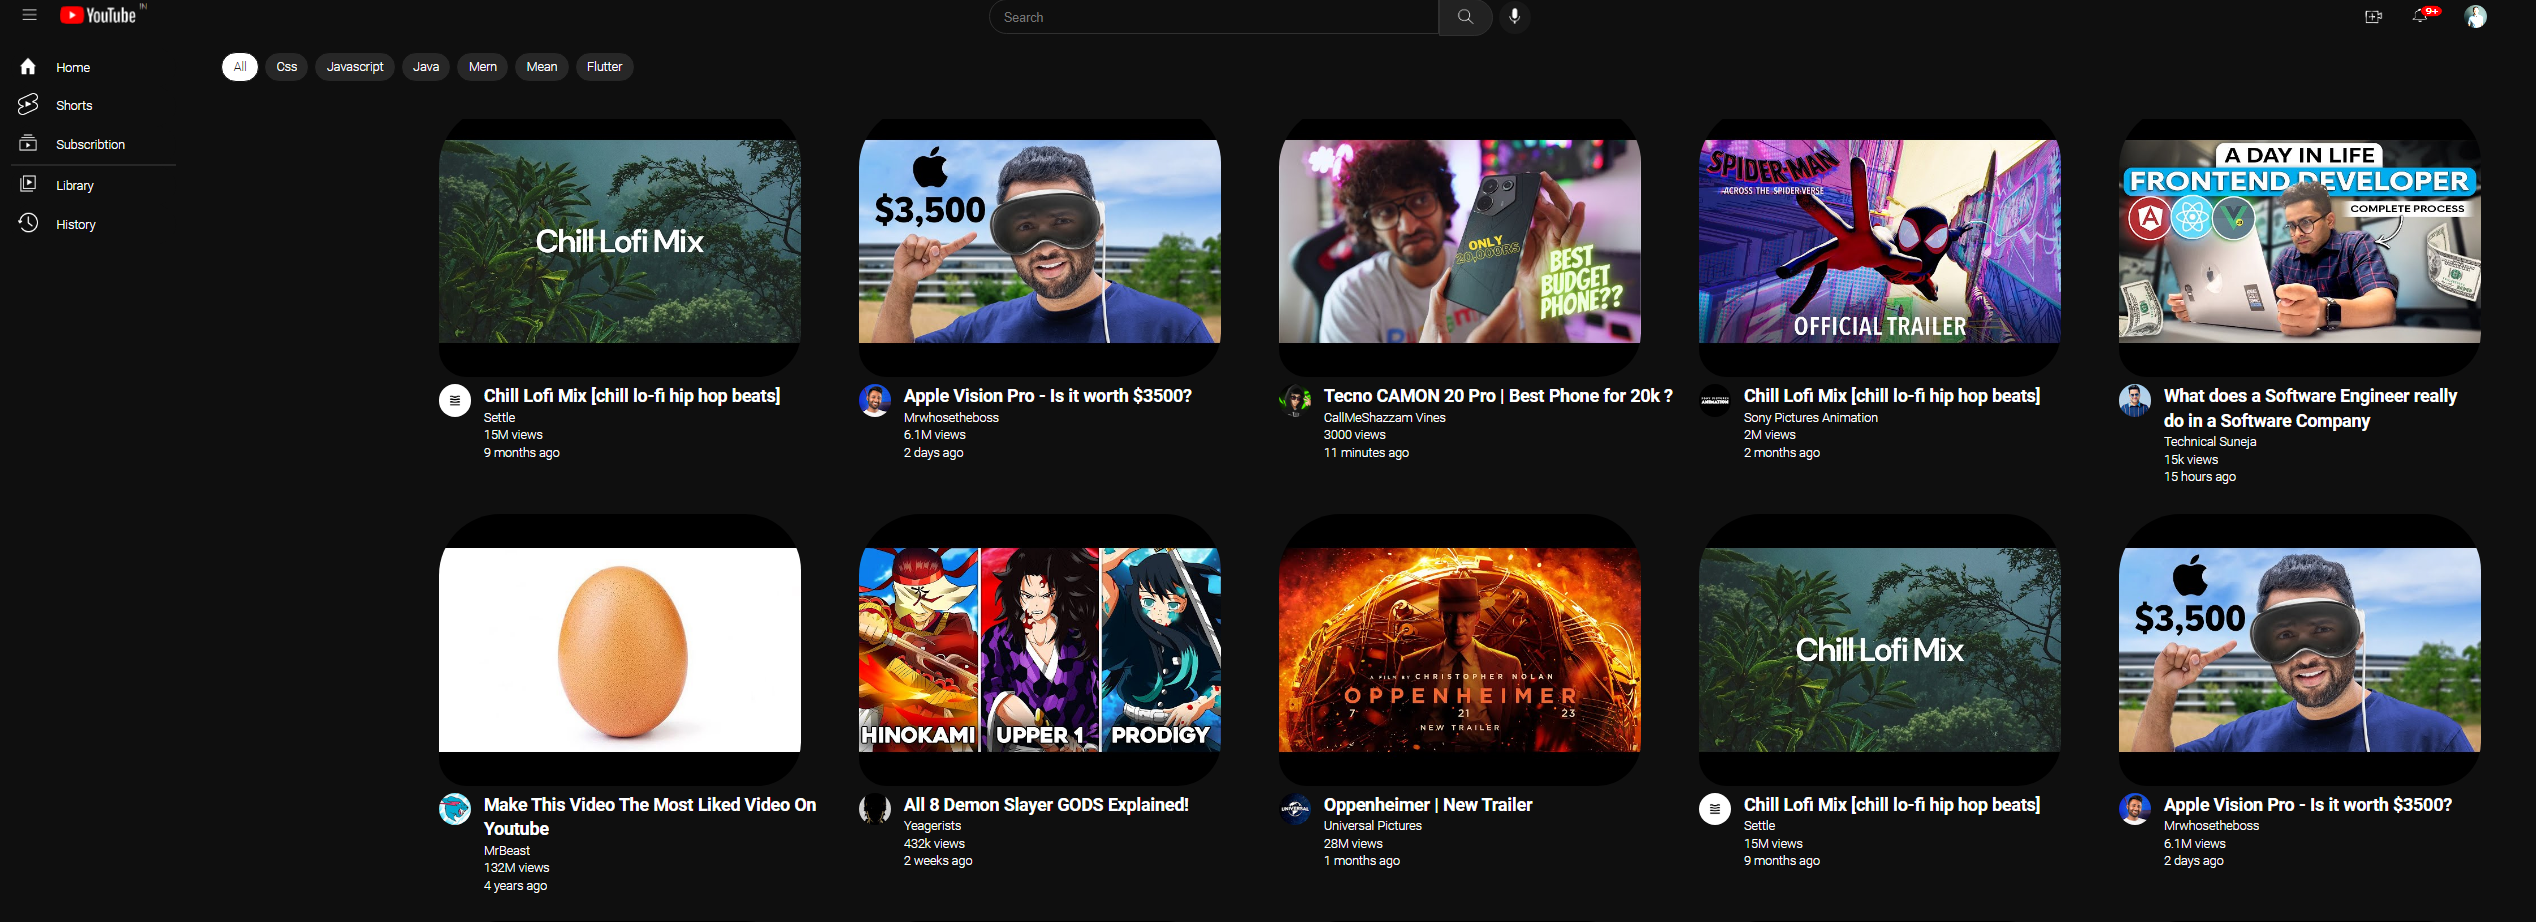 YouTube IN
Search
9+
Home
Shorts
Subscribtion
Library
History
All
Css
Javascript
Java
Mern
Mean
Flutter
Chill Lofi Mix
Chill Lofi Mix [chill lo-fi hip hop beats]
Settle
15M views
9 months ago
$3,500
Apple Vision Pro - Is it worth $3500?
Mrwhosetheboss
6.1M views
2 days ago
ONLY
20,000RS
BEST
BUDGET
PHONE??
Tecno CAMON 20 Pro | Best Phone for 20k ?
CallMeShazzam Vines
3000 views
11 minutes ago
SPIDER-MAN
ACROSS THE SPIDER-VERSE
OFFICIAL TRAILER
ANIMATION
Chill Lofi Mix [chill lo-fi hip hop beats]
Sony Pictures Animation
2M views
2 months ago
A DAY IN LIFE
FRONTEND DEVELOPER
COMPLETE PROCESS
What does a Software Engineer really
do in a Software Company
Technical Suneja
15k views
15 hours ago
Make This Video The Most Liked Video On
Youtube
MrBeast
132M views
4 years ago
HINOKAMI
UPPER 1
PRODIGY
All 8 Demon Slayer GODS Explained!
Yeagerists
432k views
2 weeks ago
A FILM BY CHRISTOPHER NOLAN
OPPENHEIMER
7 21 23
NEW TRAILER
UNIVERSAL
Oppenheimer | New Trailer
Universal Pictures
28M views
1 months ago
Chill Lofi Mix
Chill Lofi Mix [chill lo-fi hip hop beats]
Settle
15M views
9 months ago
$3,500
Apple Vision Pro - Is it worth $3500?
Mrwhosetheboss
6.1M views
2 days ago